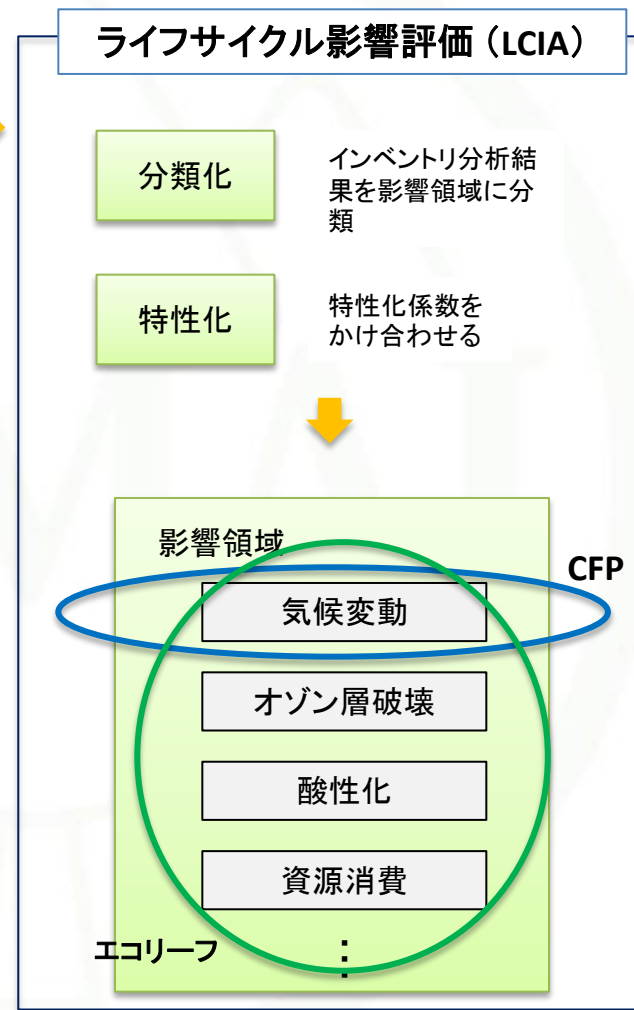 ライフサイクル影響評価（LCIA）
分類化
インベントリ分析結
果を影響領域に分
類
特性化
特性化係数を
かけ合わせる
影響領域
CFP
気候変動
オゾン層破壊
酸性化
資源消費
エコリーフ
⋮